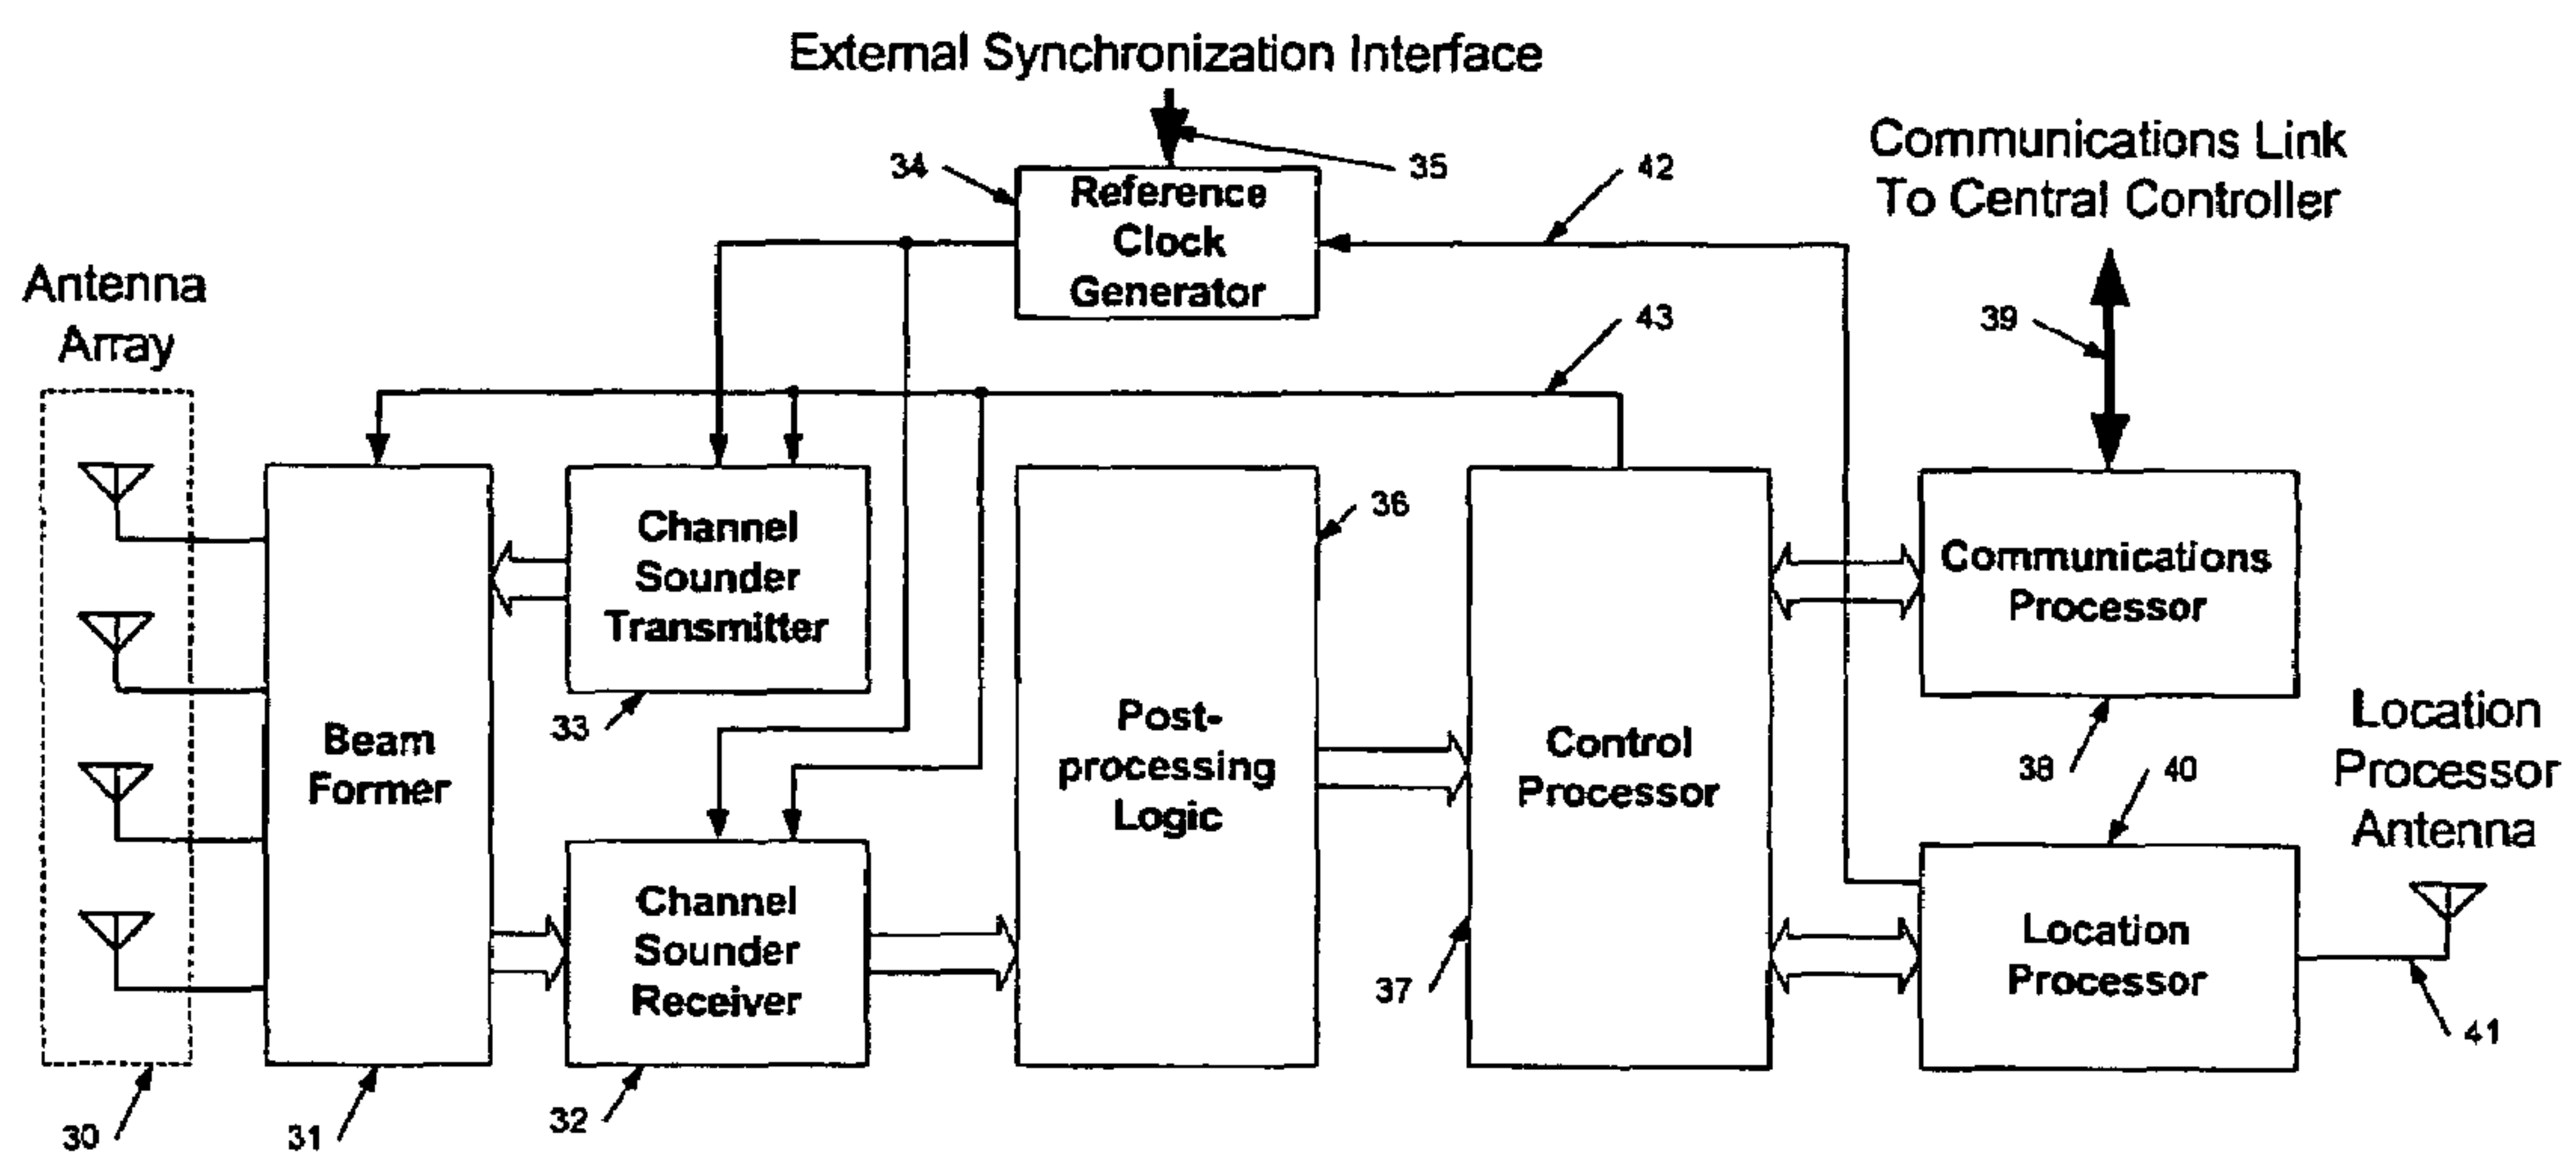 External Synchronization Interface
35
34
Reference
Clock
Generator
42
Communications Link
To Central Controller
39
43
Antenna
Array
Channel
Sounder
Transmitter
33
36
Communications
Processor
38
Beam
Former
Post-
processing
Logic
Control
Processor
40
Location
Processor
Antenna
Channel
Sounder
Receiver
Location
Processor
37
41
30
31
32